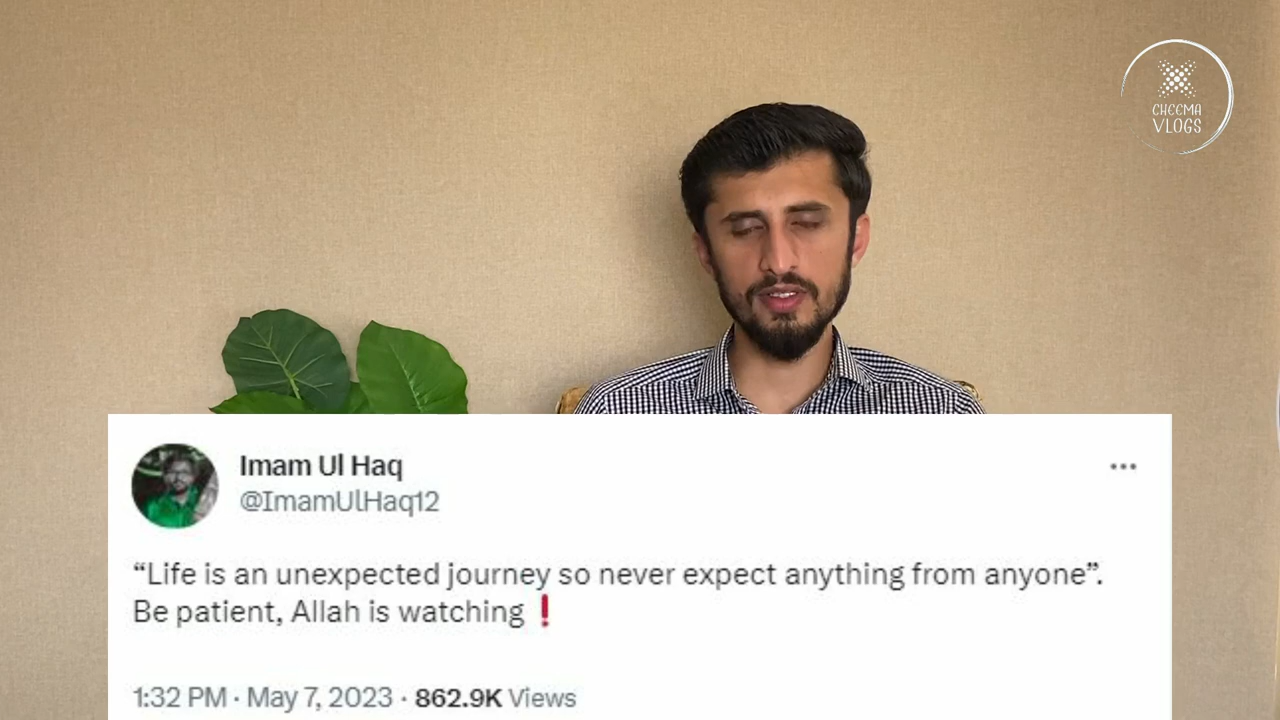 CHEEMA
VLOGS
Imam Ul Haq
@ImamUlHaq12
“Life is an unexpected journey so never expect anything from anyone”.
Be patient, Allah is watching❗
1:32 PM · May 7, 2023 · 862.9K Views